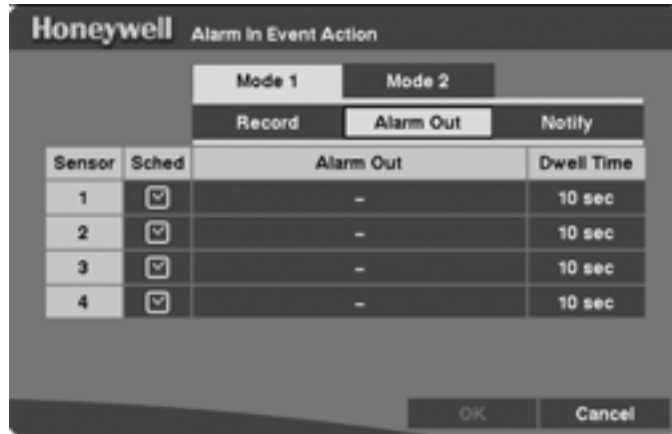 Honeywell Alarm In Event Action
Mode 1 Mode 2
Record Alarm Out Notify
Sensor Sched Alarm Out Dwell Time
1 – 10 sec
2 – 10 sec
3 – 10 sec
4 – 10 sec
OK Cancel